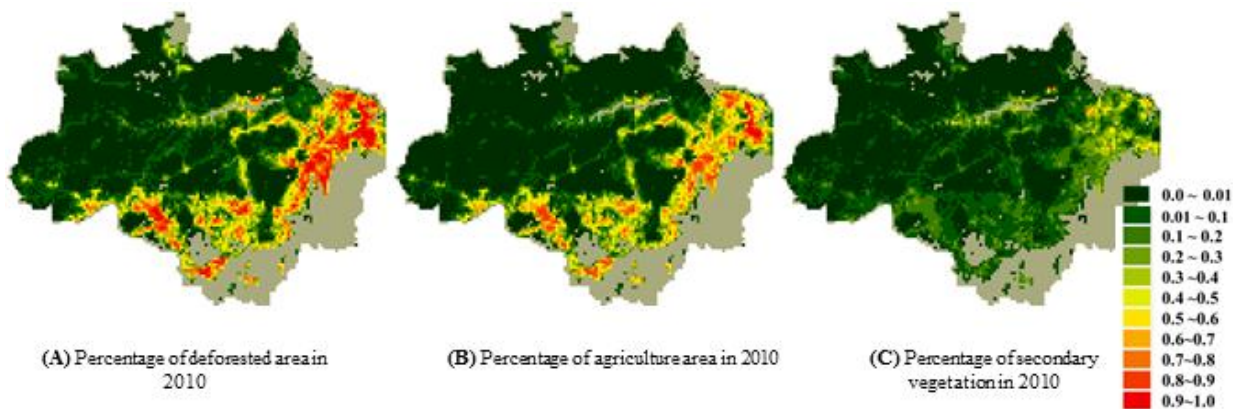 0.0 ~ 0.01
0.01 ~ 0.1
0.1 ~ 0.2
0.2 ~ 0.3
0.3 ~0.4
0.4 ~0.5
0.5 ~0.6
0.6~0.7
0.7~0.8
0.8~0.9
0.9~1.0
(A) Percentage of deforested area in
2010
(B) Percentage of agriculture area in 2010
(C) Percentage of secondary
vegetation in 2010